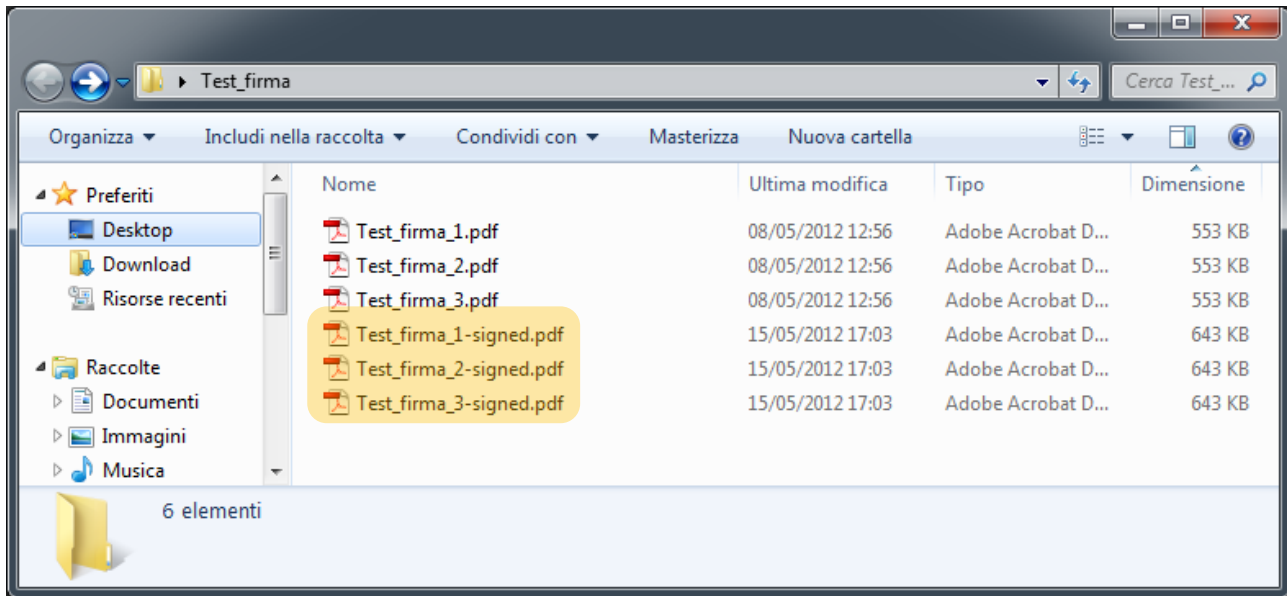 Test_firma
Cerca Test_...
Organizza Includi nella raccolta Condividi con Masterizza Nuova cartella
Preferiti
Desktop
Download
Risorse recenti
Raccolte
Documenti
Immagini
Musica
Nome Ultima modifica Tipo Dimensione
Test_firma_1.pdf 08/05/2012 12:56 Adobe Acrobat D... 553 KB
Test_firma_2.pdf 08/05/2012 12:56 Adobe Acrobat D... 553 KB
Test_firma_3.pdf 08/05/2012 12:56 Adobe Acrobat D... 553 KB
Test_firma_1-signed.pdf 15/05/2012 17:03 Adobe Acrobat D... 643 KB
Test_firma_2-signed.pdf 15/05/2012 17:03 Adobe Acrobat D... 643 KB
Test_firma_3-signed.pdf 15/05/2012 17:03 Adobe Acrobat D... 643 KB
6 elementi